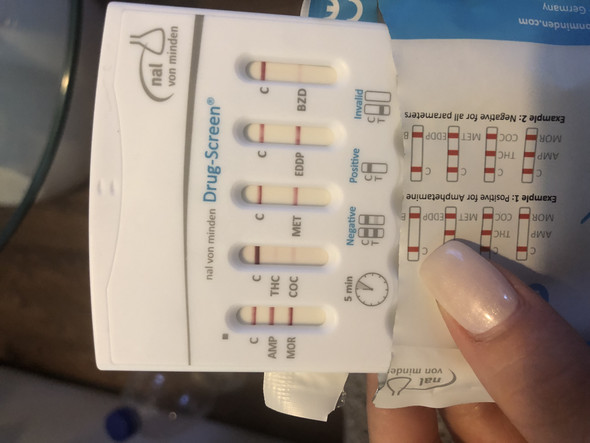 nal
von minden
nal von minden Drug-Screen®
C
AMP
MOR
C
THC
COC
C
MET
C
EDDP
C
BZD
5 min
Negative
Positive
Invalid
C
T
C
T
C
T
nminden.com
Germany
Example 2: Negative for all parameters
MOR
AMP
C
COC
THC
C
MET
C
EDDP
C
B
Example 1: Positive for Amphetamine
MOR
AMP
C
COC
THC
MET
EDDP
C
B
nal
von minden